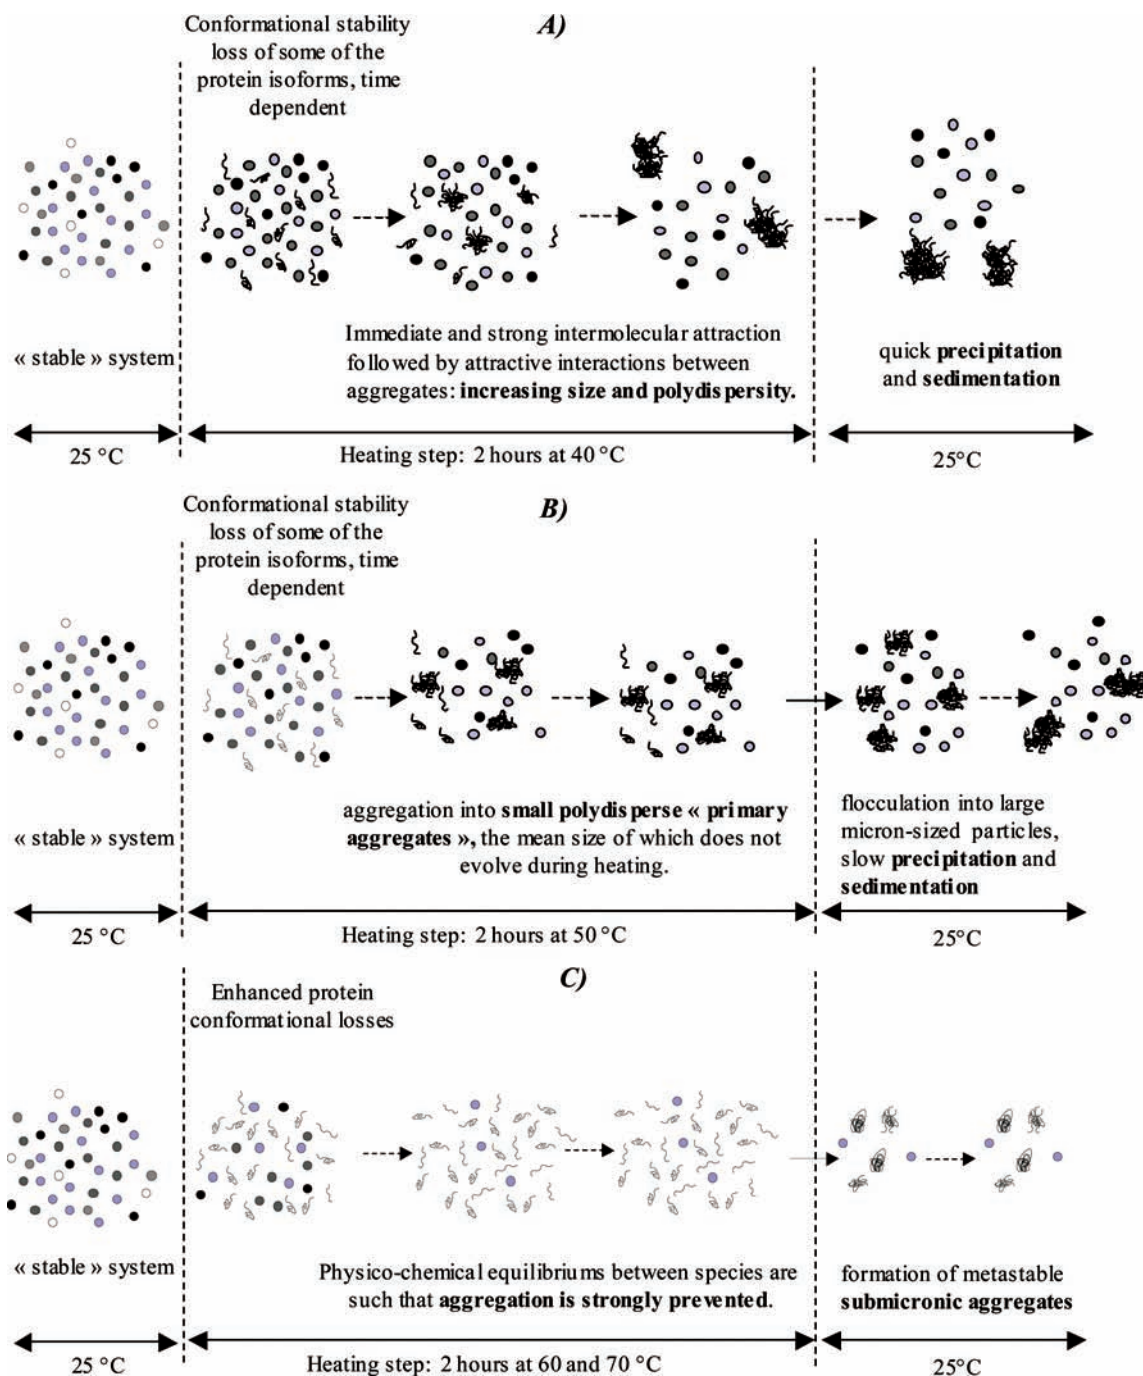 A)
Conformational stability
loss of some of the
protein isoforms, time
dependent
« stable » system
Immediate and strong intermolecular attraction
followed by attractive interactions between
aggregates: increasing size and polydispersity.
quick precipitation
and sedimentation
25 °C
Heating step: 2 hours at 40 °C
25°C
B)
Conformational stability
loss of some of the
protein isoforms, time
dependent
« stable » system
aggregation into small polydisperse « primary
aggregates », the mean size of which does not
evolve during heating.
flocculation into large
micron-sized particles,
slow precipitation and
sedimentation
25 °C
Heating step: 2 hours at 50 °C
25°C
C)
Enhanced protein
conformational losses
« stable » system
Physico-chemical equilibriums between species are
such that aggregation is strongly prevented.
formation of metastable
submicronic aggregates
25 °C
Heating step: 2 hours at 60 and 70 °C
25°C